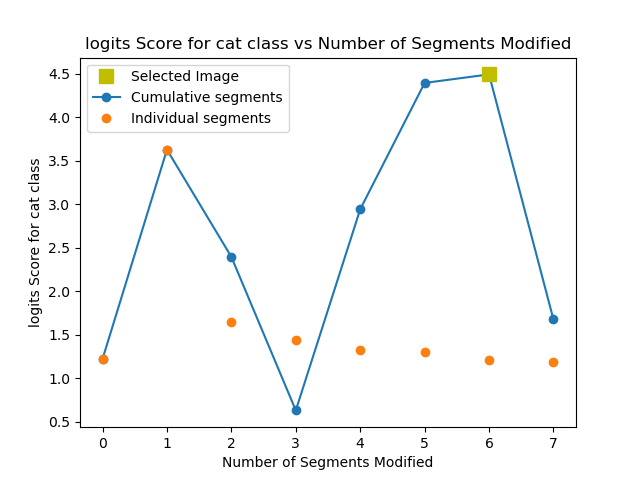 logits Score for cat class vs Number of Segments Modified
Selected Image
Cumulative segments
Individual segments
logits Score for cat class
4.5
4.0
3.5
3.0
2.5
2.0
1.5
1.0
0.5
0 1 2 3 4 5 6 7
Number of Segments Modified